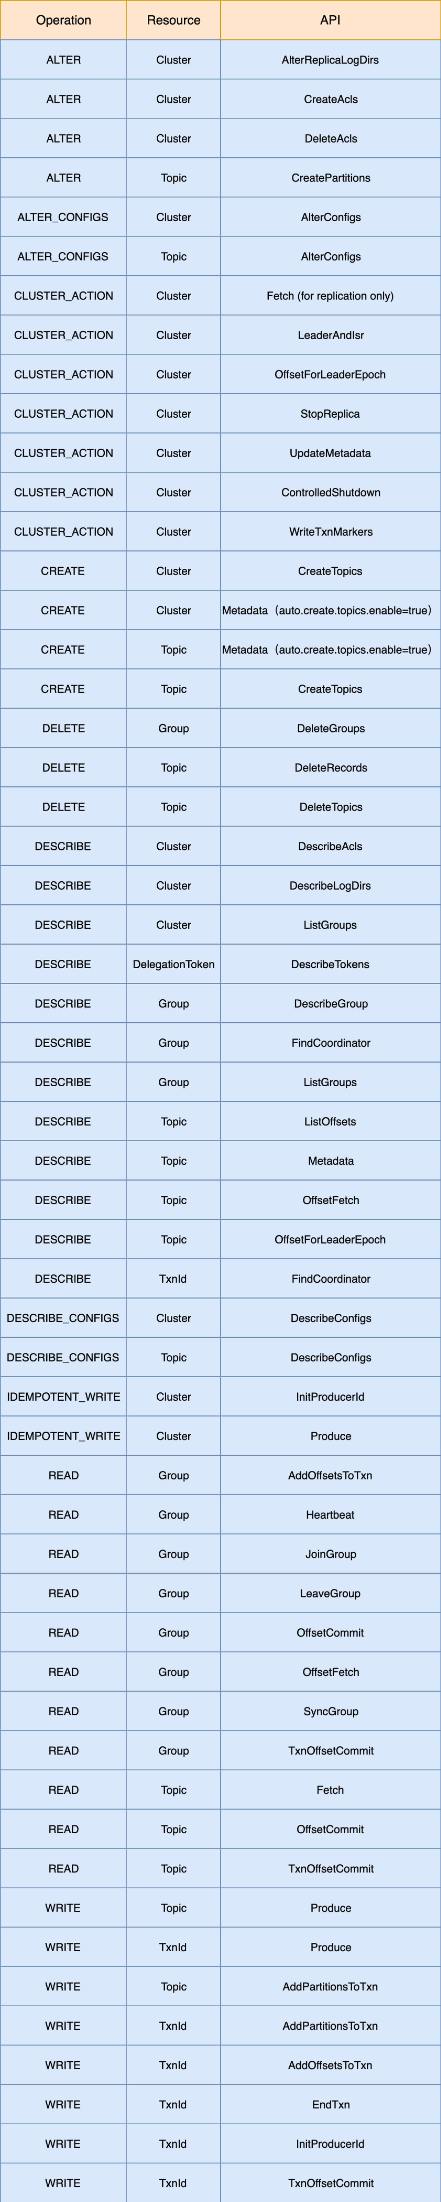 Operation Resource API
ALTER Cluster AlterReplicaLogDirs
ALTER Cluster CreateAcls
ALTER Cluster DeleteAcls
ALTER Topic CreatePartitions
ALTER_CONFIGS Cluster AlterConfigs
ALTER_CONFIGS Topic AlterConfigs
CLUSTER_ACTION Cluster Fetch (for replication only)
CLUSTER_ACTION Cluster LeaderAndIsr
CLUSTER_ACTION Cluster OffsetForLeaderEpoch
CLUSTER_ACTION Cluster StopReplica
CLUSTER_ACTION Cluster UpdateMetadata
CLUSTER_ACTION Cluster ControlledShutdown
CLUSTER_ACTION Cluster WriteTxnMarkers
CREATE Cluster CreateTopics
CREATE Cluster Metadata（auto.create.topics.enable=true）
CREATE Topic Metadata（auto.create.topics.enable=true）
CREATE Topic CreateTopics
DELETE Group DeleteGroups
DELETE Topic DeleteRecords
DELETE Topic DeleteTopics
DESCRIBE Cluster DescribeAcls
DESCRIBE Cluster DescribeLogDirs
DESCRIBE Cluster ListGroups
DESCRIBE DelegationToken DescribeTokens
DESCRIBE Group DescribeGroup
DESCRIBE Group FindCoordinator
DESCRIBE Group ListGroups
DESCRIBE Topic ListOffsets
DESCRIBE Topic Metadata
DESCRIBE Topic OffsetFetch
DESCRIBE Topic OffsetForLeaderEpoch
DESCRIBE TxnId FindCoordinator
DESCRIBE_CONFIGS Cluster DescribeConfigs
DESCRIBE_CONFIGS Topic DescribeConfigs
IDEMPOTENT_WRITE Cluster InitProducerId
IDEMPOTENT_WRITE Cluster Produce
READ Group AddOffsetsToTxn
READ Group Heartbeat
READ Group JoinGroup
READ Group LeaveGroup
READ Group OffsetCommit
READ Group OffsetFetch
READ Group SyncGroup
READ Group TxnOffsetCommit
READ Topic Fetch
READ Topic OffsetCommit
READ Topic TxnOffsetCommit
WRITE Topic Produce
WRITE TxnId Produce
WRITE Topic AddPartitionsToTxn
WRITE TxnId AddPartitionsToTxn
WRITE TxnId AddOffsetsToTxn
WRITE TxnId EndTxn
WRITE TxnId InitProducerId
WRITE TxnId TxnOffsetCommit